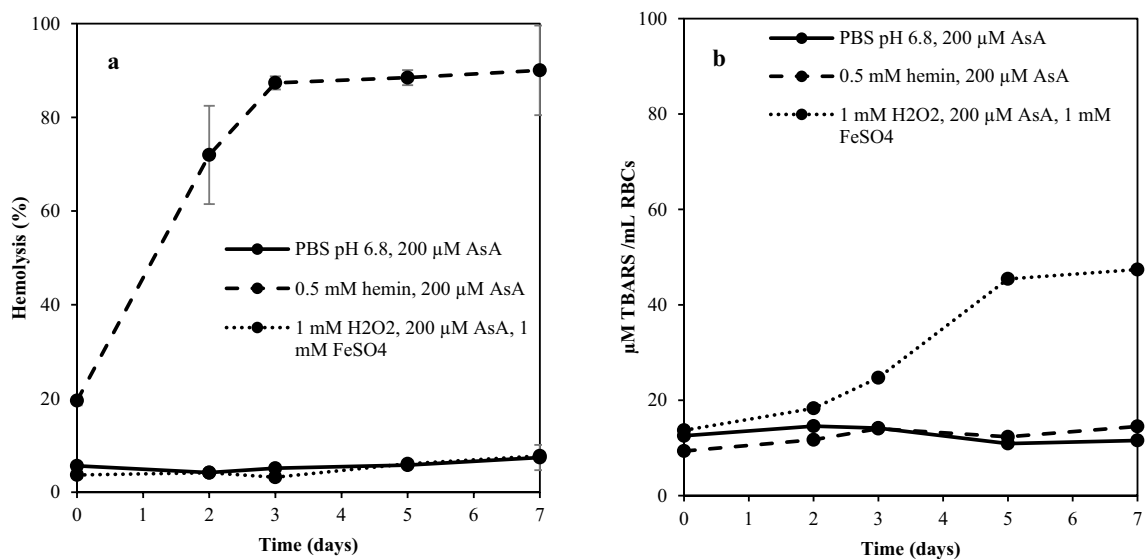 100
80
60
40
20
0
Hemolysis (%)
a
PBS pH 6.8, 200 µM AsA
0.5 mM hemin, 200 µM AsA
1 mM H2O2, 200 µM AsA, 1
mM FeSO4
0 1 2 3 4 5 6 7
Time (days)
100
80
60
40
20
0
µM TBARS /mL RBCs
b
PBS pH 6.8, 200 µM AsA
0.5 mM hemin, 200 µM AsA
1 mM H2O2, 200 µM AsA, 1 mM
FeSO4
0 1 2 3 4 5 6 7
Time (days)